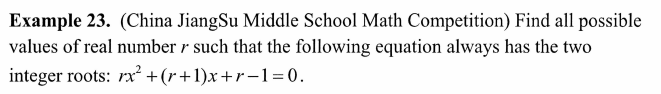 Example 23. (China JiangSu Middle School Math Competition) Find all possible
values of real number r such that the following equation always has the two
integer roots: rx² + (r + 1)x + r − 1 = 0.